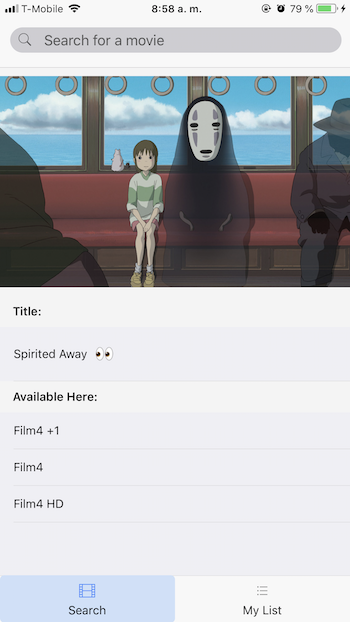 T-Mobile 8:58 a. m. 79 %
Search for a movie
Title:
Spirited Away 👀
Available Here:
Film4 +1
Film4
Film4 HD
Search My List